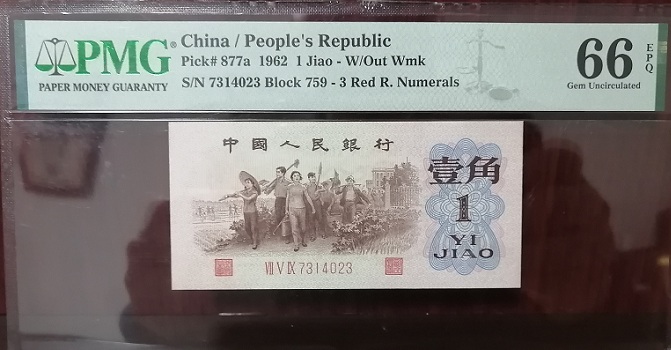 PMG® China / People's Republic
Pick# 877a 1962 1 Jiao - W/Out Wmk
PAPER MONEY GUARANTY S/N 7314023 Block 759 - 3 Red R. Numerals
66 EPQ
Gem Uncirculated
中國人民銀行
壹角
1
YI
JIAO
Ⅶ Ⅴ Ⅸ 7314023